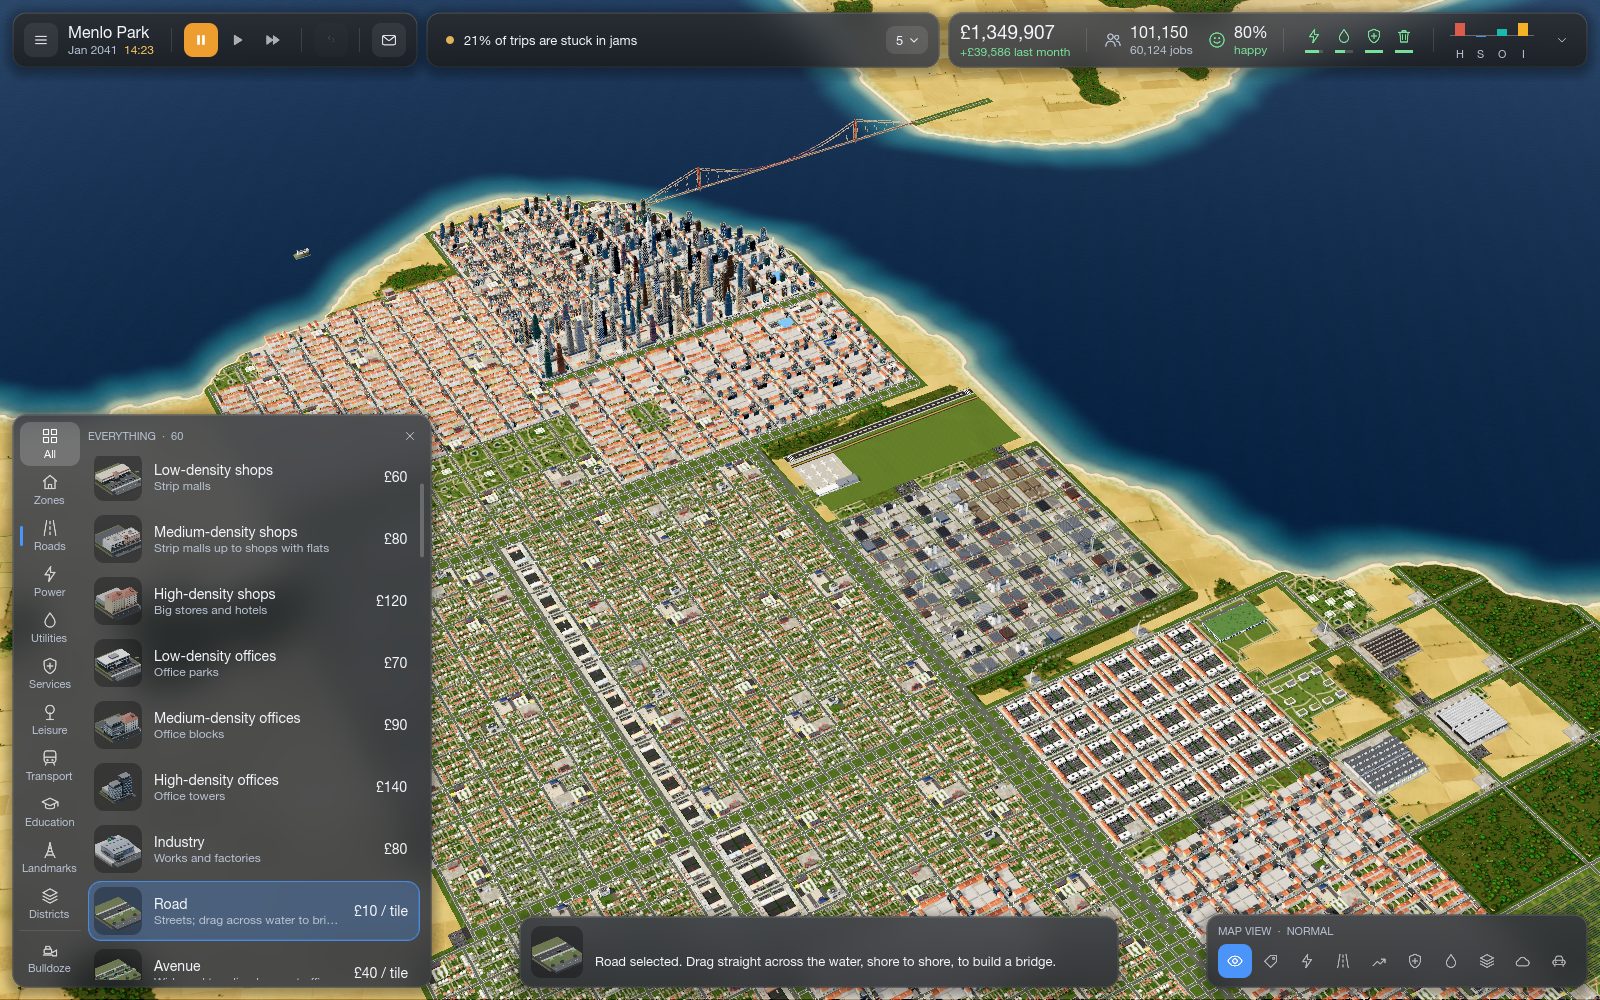 Menlo Park
Jan 2041 14:23
21% of trips are stuck in jams
5
£1,349,907
+£39,586 last month
101,150
60,124 jobs
80%
happy
H S O I
All
Zones
Roads
Power
Utilities
Services
Leisure
Transport
Education
Landmarks
Districts
Bulldoze
EVERYTHING · 60
Low-density shops
Strip malls
£60
Medium-density shops
Strip malls up to shops with flats
£80
High-density shops
Big stores and hotels
£120
Low-density offices
Office parks
£70
Medium-density offices
Office blocks
£90
High-density offices
Office towers
£140
Industry
Works and factories
£80
Road
Streets; drag across water to bri…
£10 / tile
Avenue
£40 / tile
Road selected. Drag straight across the water, shore to shore, to build a bridge.
MAP VIEW · NORMAL